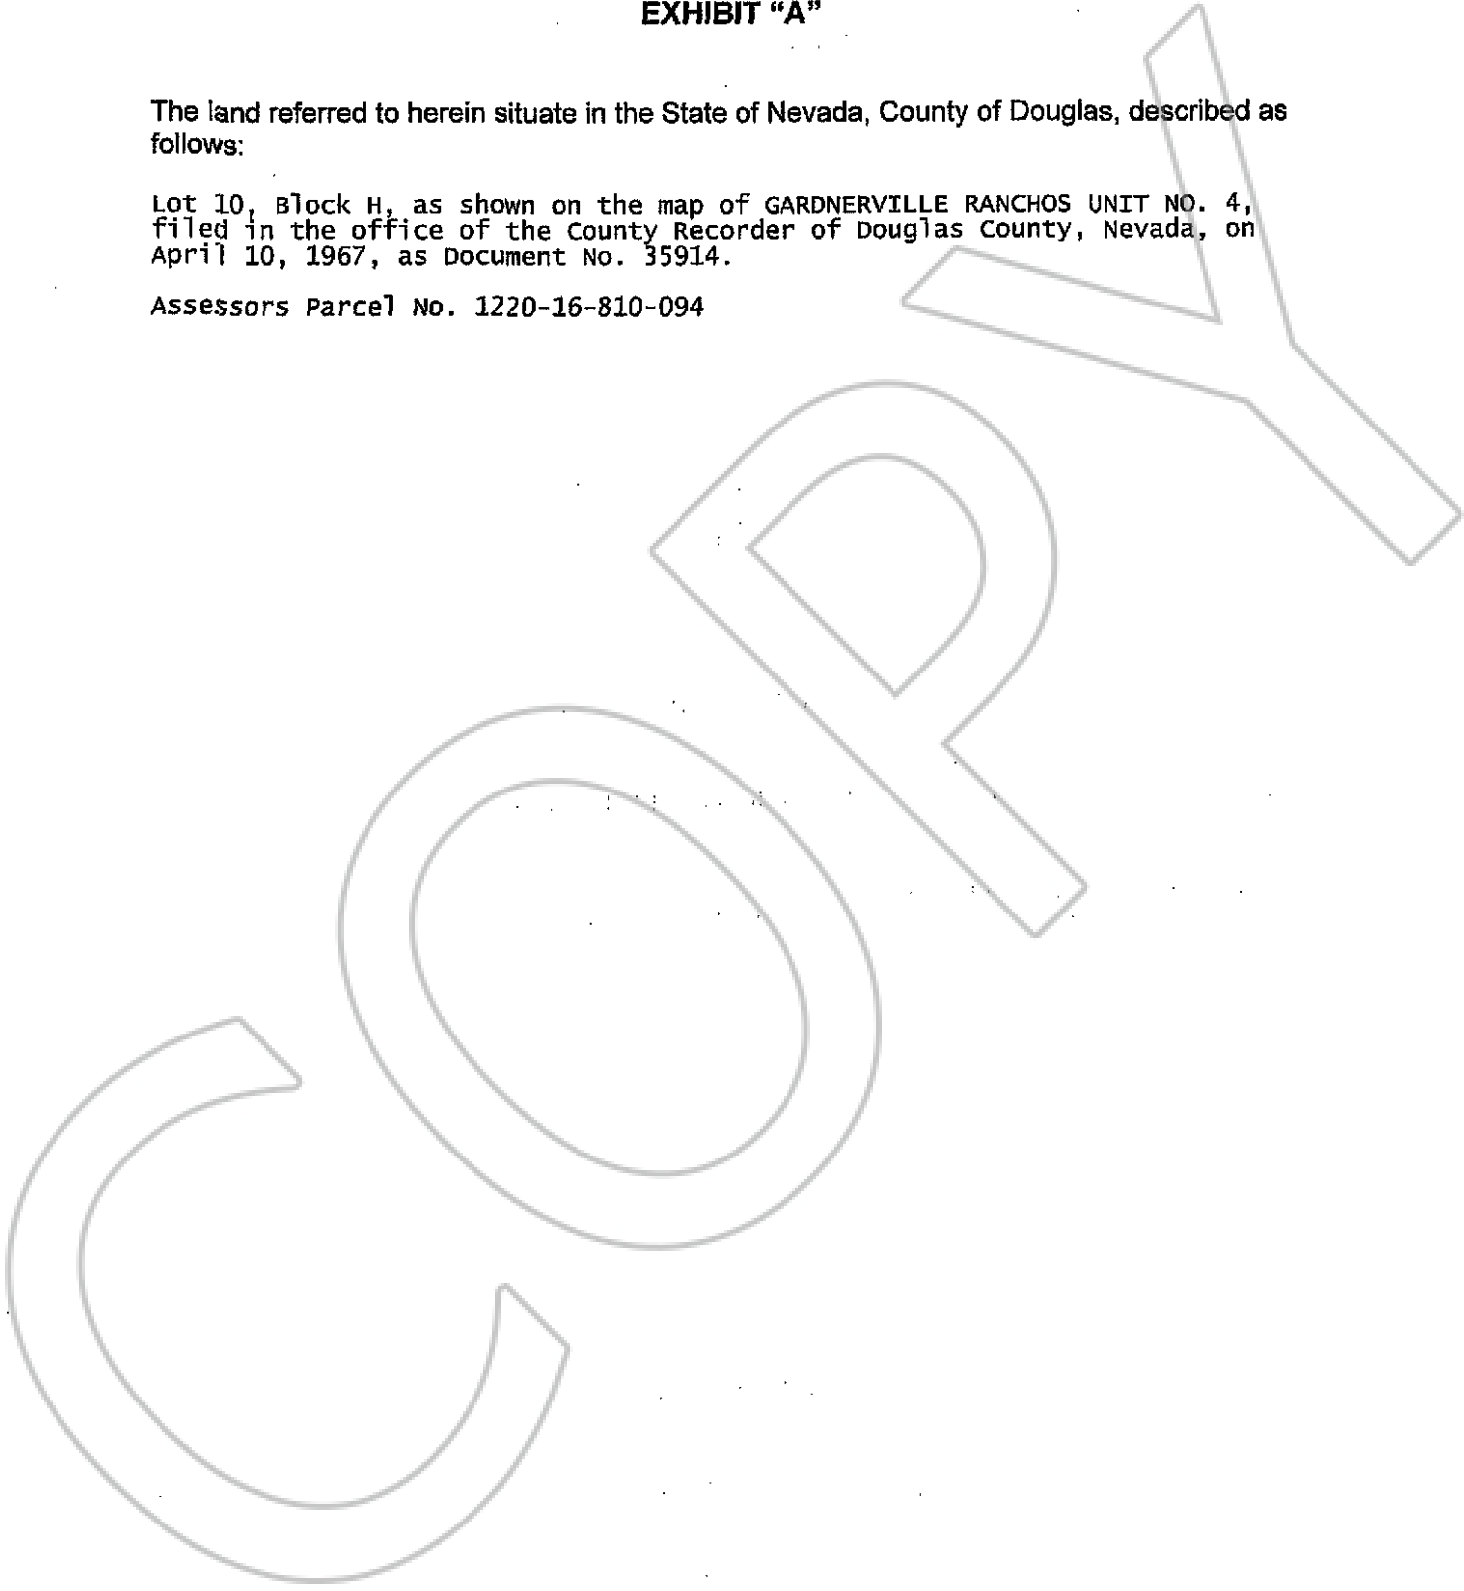 EXHIBIT “A”
The land referred to herein situate in the State of Nevada, County of Douglas, described as
follows:
Lot 10, Block H, as shown on the map of GARDNERVILLE RANCHOS UNIT NO. 4,
filed in the office of the County Recorder of Douglas County, Nevada, on
April 10, 1967, as Document No. 35914.
Assessors Parcel No. 1220-16-810-094
COPY